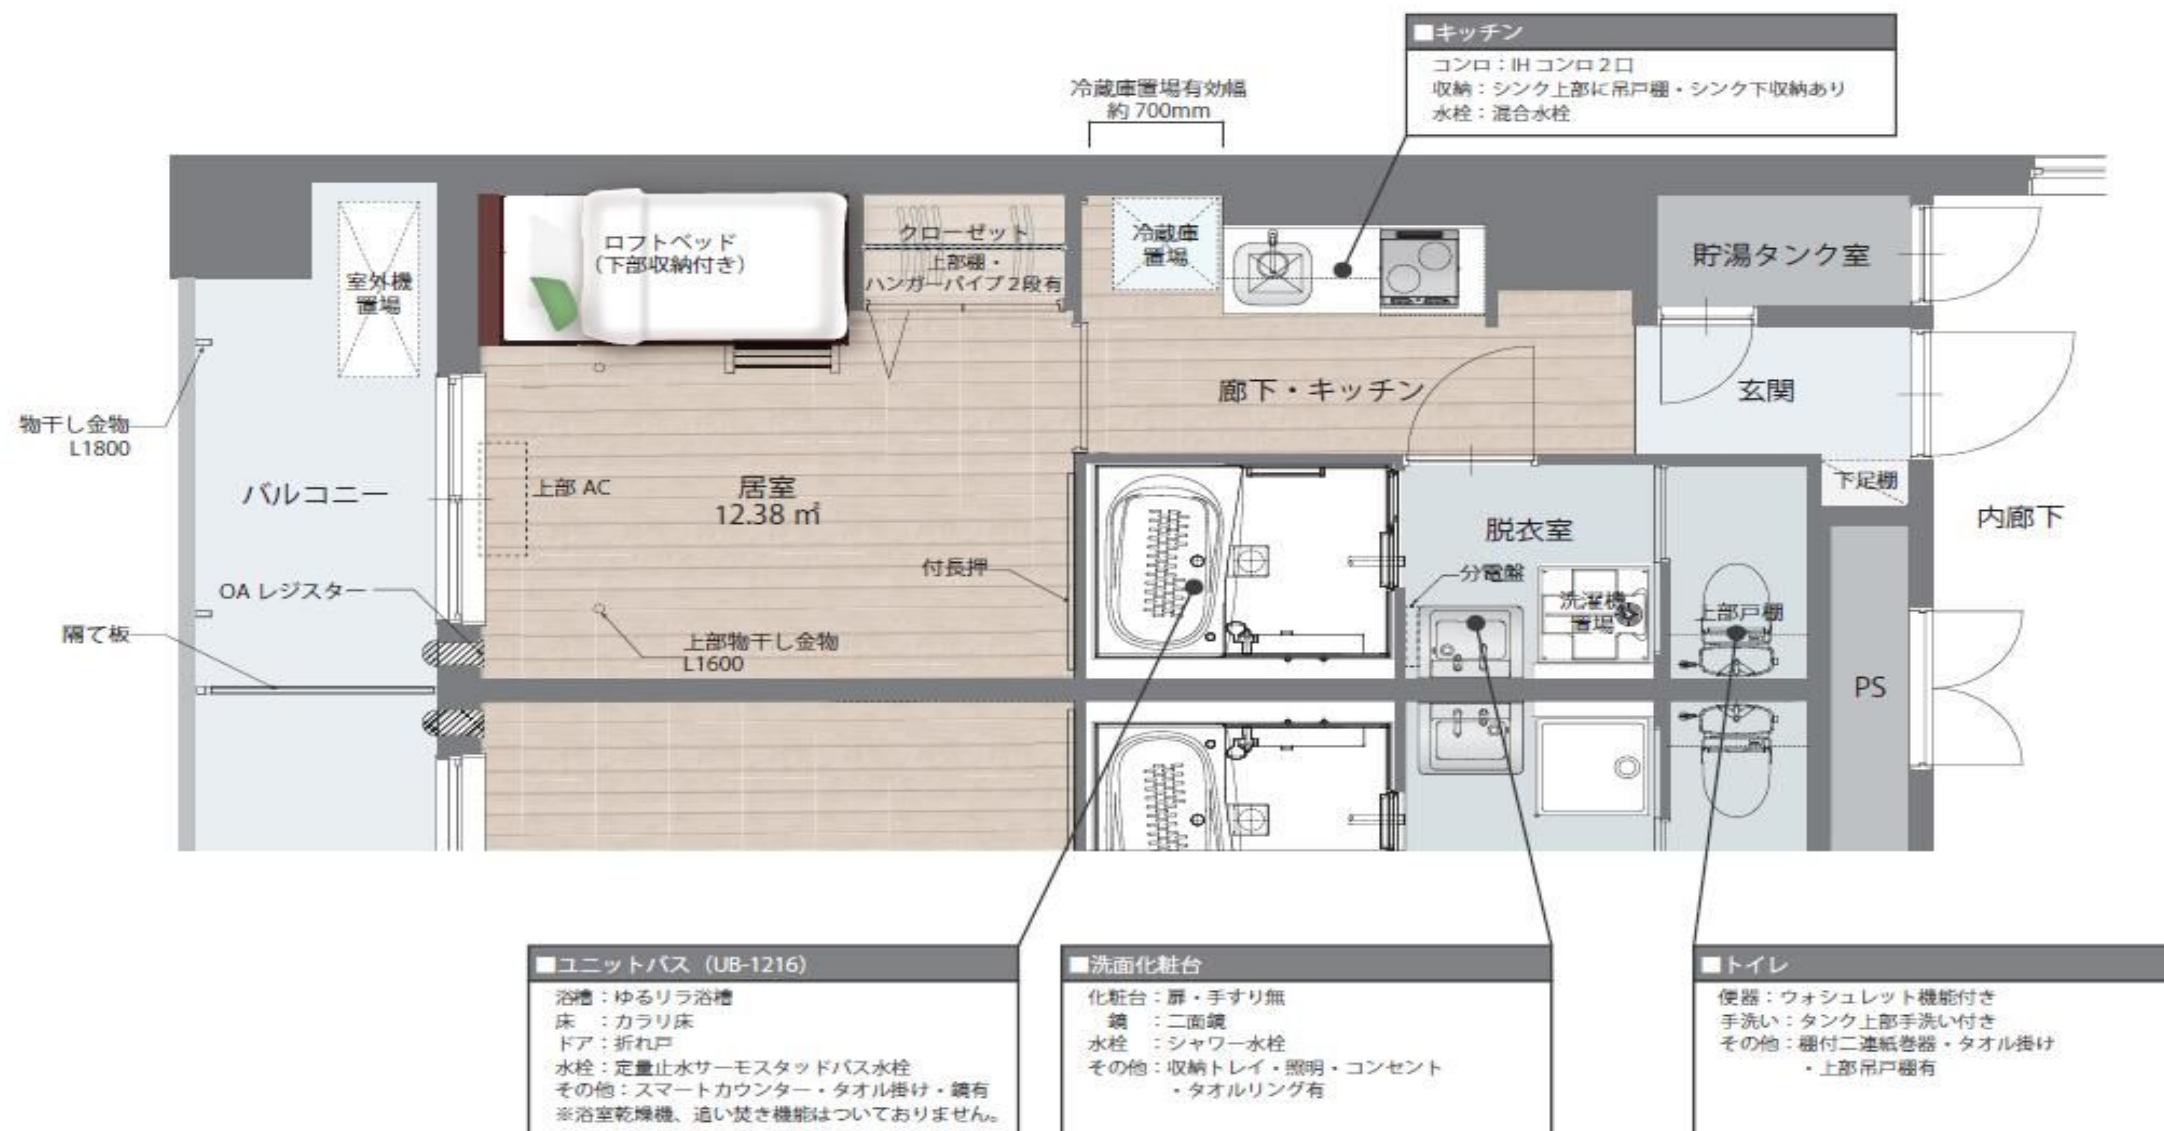 ■キッチン
コンロ：IH コンロ 2 口
収納：シンク上部に吊戸棚・シンク下収納あり
水栓：混合水栓
冷蔵庫置場有効幅
約 700mm
ロフトベッド
（下部収納付き）
クローゼット
上部棚・
ハンガーパイプ 2 段有
冷蔵庫
置場
貯湯タンク室
室外機
置場
廊下・キッチン
玄関
物干し金物
L1800
バルコニー
上部 AC
居室
12.38 ㎡
下足棚
内廊下
脱衣室
付長押
分電盤
OA レジスター
洗濯機
置場
上部戸棚
隔て板
上部物干し金物
L1600
PS
■ユニットバス（UB-1216）
浴槽：ゆるリラ浴槽
床　：カラリ床
ドア：折れ戸
水栓：定量止水サーモスタッドバス水栓
その他：スマートカウンター・タオル掛け・鏡有
※浴室乾燥機、追い焚き機能はついておりません。
■洗面化粧台
化粧台：扉・手すり無
鏡　：二面鏡
水栓　：シャワー水栓
その他：収納トレイ・照明・コンセント
・タオルリング有
■トイレ
便器：ウォシュレット機能付き
手洗い：タンク上部手洗い付き
その他：棚付二連紙巻器・タオル掛け
・上部吊戸棚有